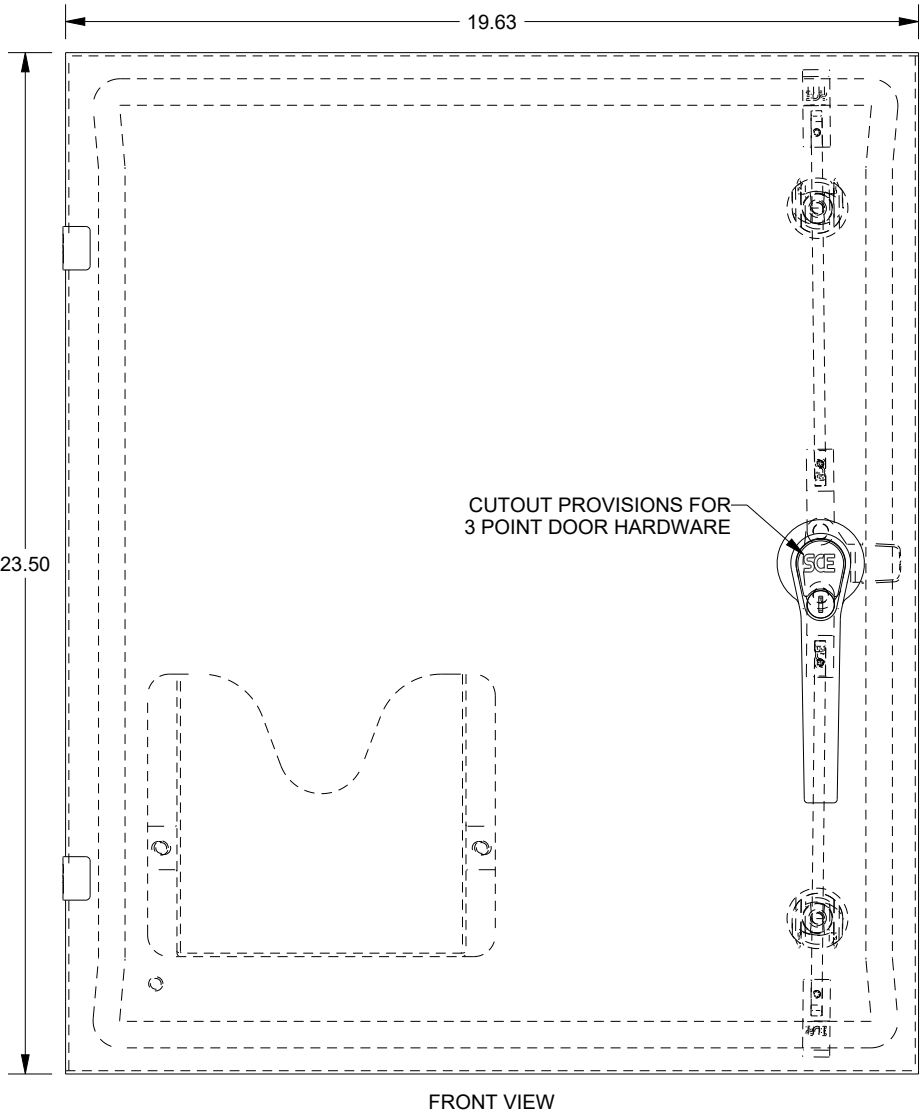 19.63
CUTOUT PROVISIONS FOR
3 POINT DOOR HARDWARE
23.50
SCE
FRONT VIEW